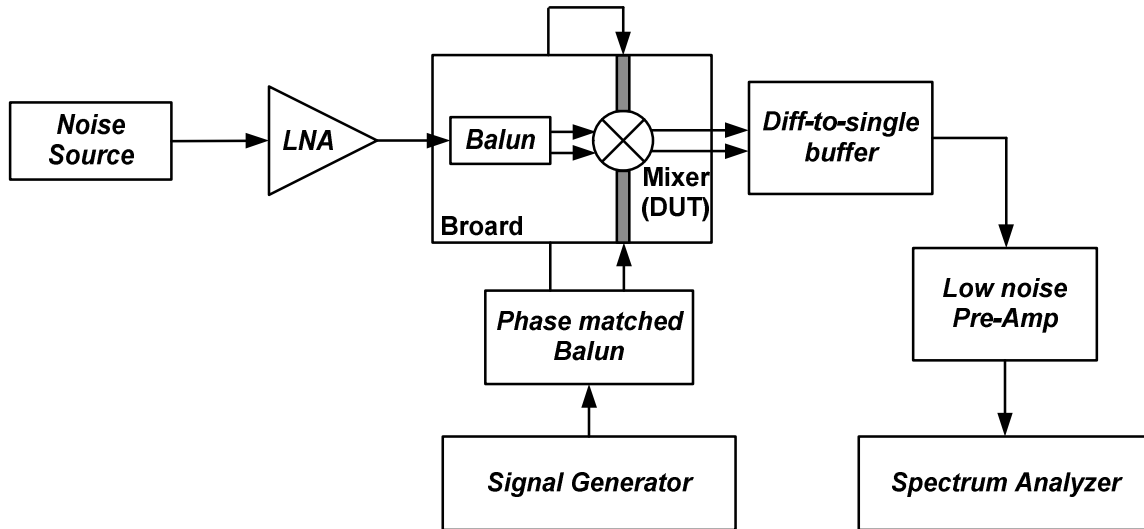 Noise
Source
LNA
Balun
Mixer
(DUT)
Broard
Diff-to-single
buffer
Phase matched
Balun
Low noise
Pre-Amp
Signal Generator
Spectrum Analyzer